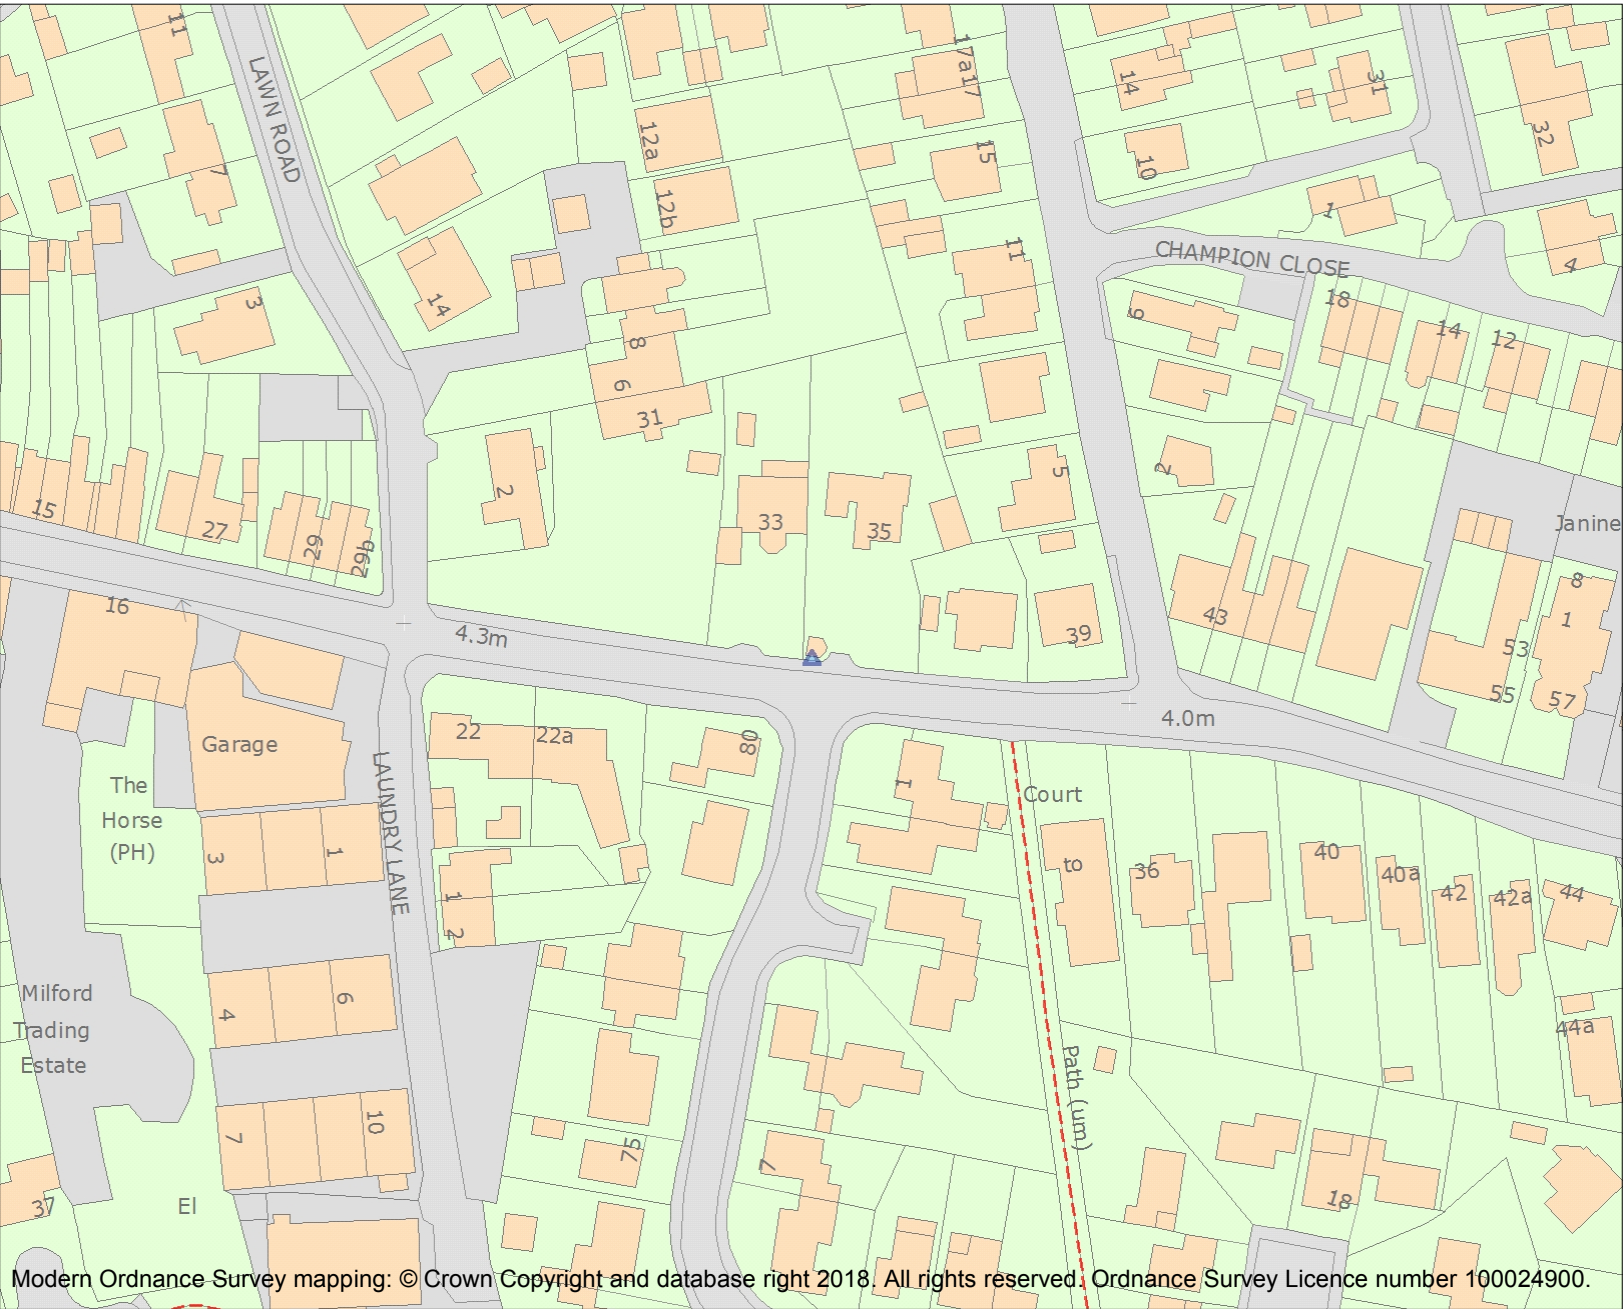 11
LAWN ROAD
17a17
14
31
32
12a
7
15
10
12b
1
11
CHAMPION CLOSE
4
14
3
9
18
14
12
8
6
31
2
5
2
15
27
29
29b
33
35
Janine
16
4.3m
39
43
8
1
53
55
57
4.0m
22
22a
80
Garage
The
Horse
(PH)
LAUNDRY LANE
1
Court
3
1
to
36
40
40a
42
42a
44
1
2
Milford
Trading
Estate
4
6
44a
Path (um)
7
10
75
7
37
El
18
Modern Ordnance Survey mapping: © Crown Copyright and database right 2018. All rights reserved. Ordnance Survey Licence number 100024900.